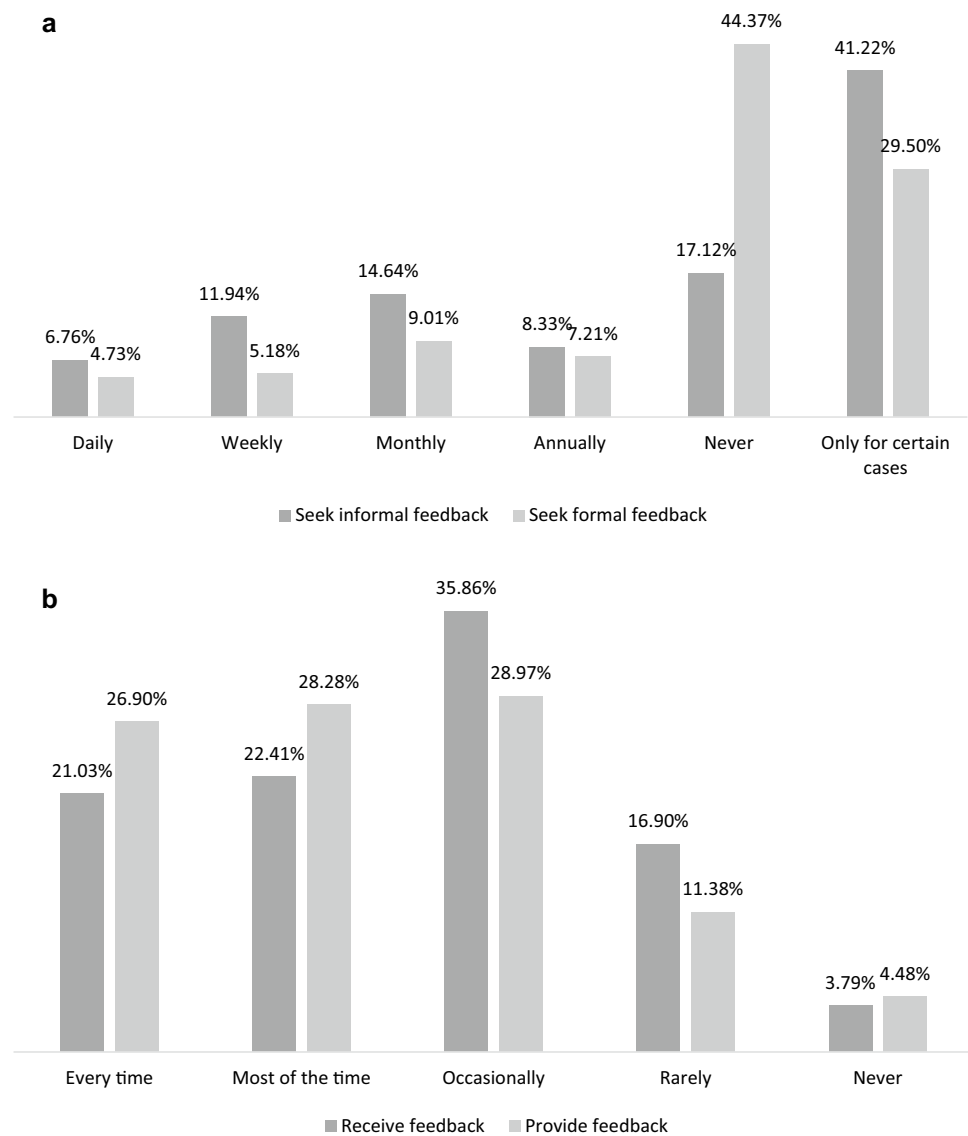 a
44.37%
41.22%
29.50%
17.12%
14.64%
11.94%
9.01%
8.33%
7.21%
6.76%
4.73%
5.18%
Daily
Weekly
Monthly
Annually
Never
Only for certain
cases
Seek informal feedback
Seek formal feedback
b
35.86%
28.97%
28.28%
26.90%
22.41%
21.03%
16.90%
11.38%
3.79%
4.48%
Every time
Most of the time
Occasionally
Rarely
Never
Receive feedback
Provide feedback